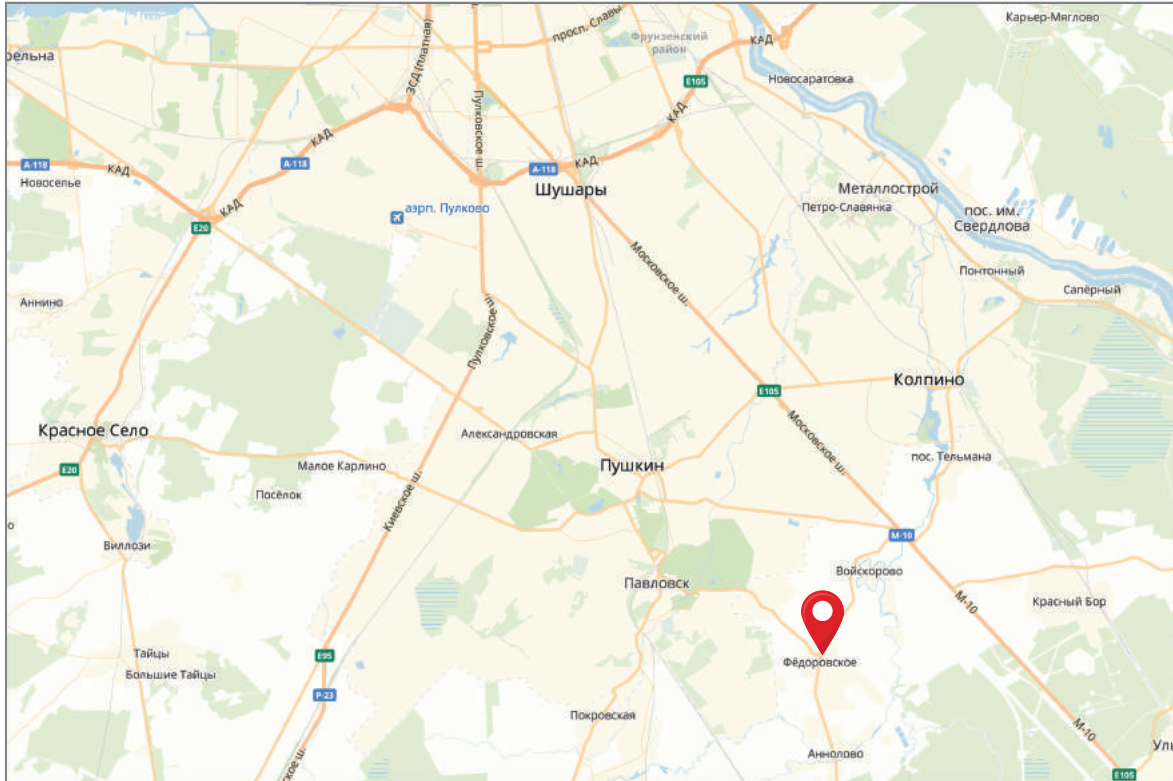 Карьер-Мяглово
просп. Славы
Фрунзенский
район
КАД
рельна
ЗСД (платная)
E105
Новосаратовка
Пулковское ш.
КАД
КАД
A-118
КАД
A-118
A-118
КАД
Новоселье
Шушары
Металлострой
КАД
аэрп. Пулково
Петро-Славянка
пос. им.
Свердлова
E20
Московское ш.
Понтонный
Сапёрный
Аннино
Пулковское ш.
Колпино
E105
Красное Село
Александровская
Московское ш.
пос. Тельмана
Малое Карлино
Пушкин
E20
Посёлок
Киевское ш.
о
M-10
Виллози
Войскорово
Павловск
M-10
Красный Бор
Тайцы
E95
Фёдоровское
Большие Тайцы
P-23
Покровская
M-10
Аннолово
Уль
вское ш.
E105